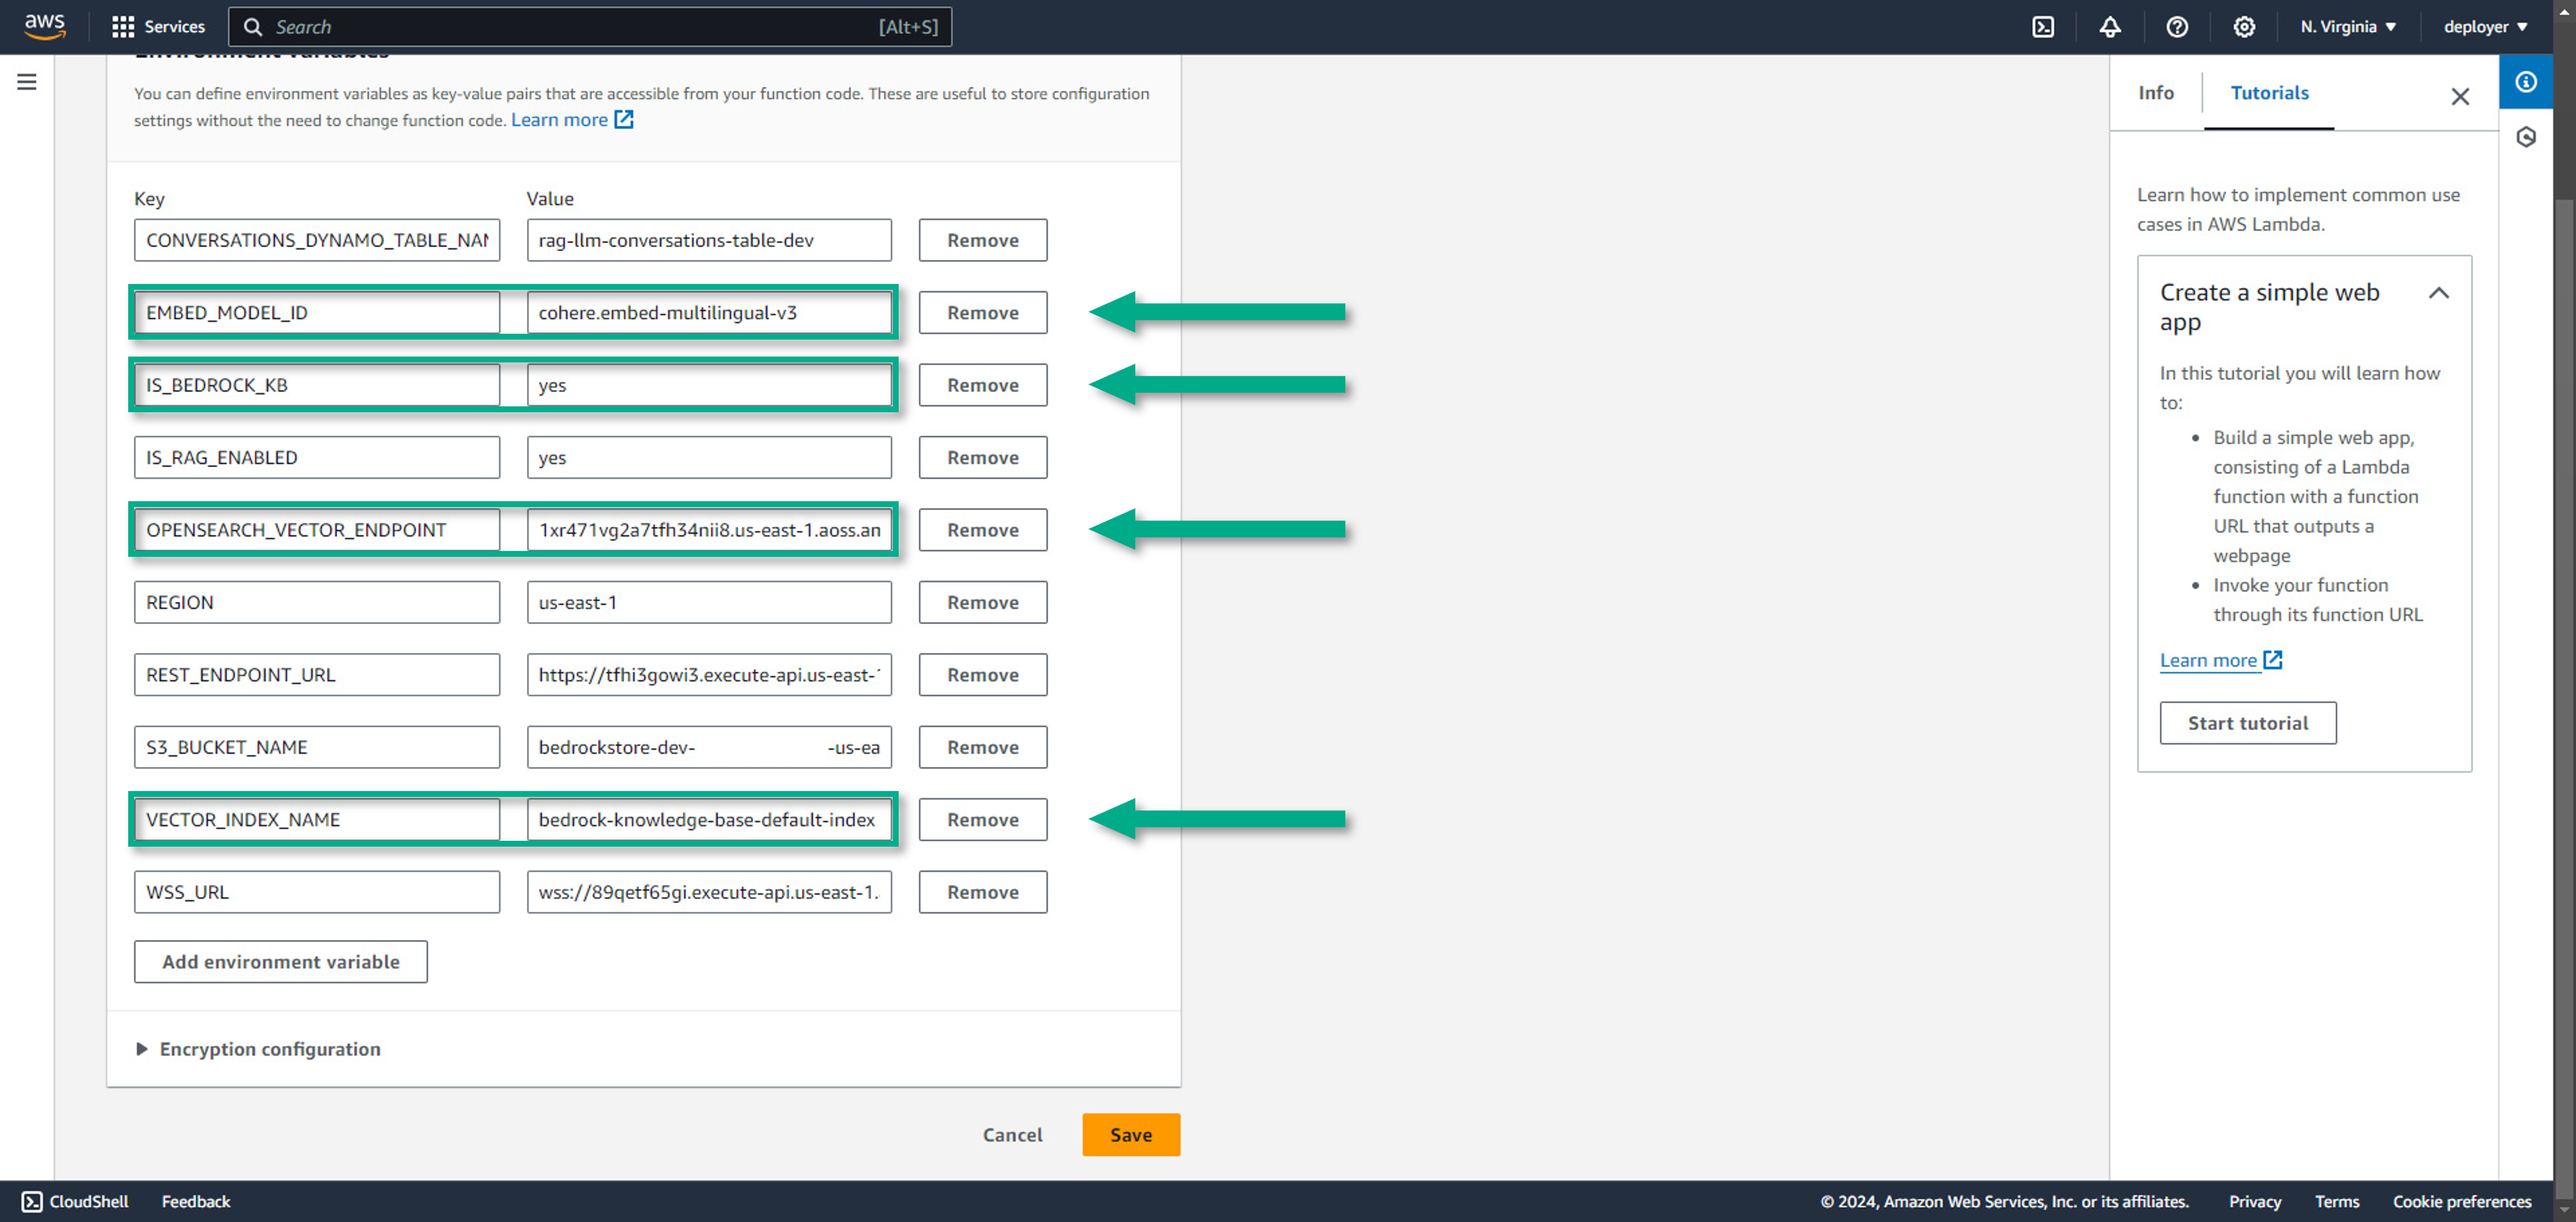 aws
Services
Search
[Alt+S]
N. Virginia
deployer
Environment variables
You can define environment variables as key-value pairs that are accessible from your function code. These are useful to store configuration
settings without the need to change function code. Learn more
Key
Value
CONVERSATIONS_DYNAMO_TABLE_NAM
rag-llm-conversations-table-dev
Remove
EMBED_MODEL_ID
cohere.embed-multilingual-v3
Remove
IS_BEDROCK_KB
yes
Remove
IS_RAG_ENABLED
yes
Remove
OPENSEARCH_VECTOR_ENDPOINT
1xr471vg2a7tfh34nii8.us-east-1.aoss.am
Remove
REGION
us-east-1
Remove
REST_ENDPOINT_URL
https://tfhi3gowi3.execute-api.us-east-1
Remove
S3_BUCKET_NAME
bedrockstore-dev- -us-ea
Remove
VECTOR_INDEX_NAME
bedrock-knowledge-base-default-index
Remove
WSS_URL
wss://89qetf65gi.execute-api.us-east-1.
Remove
Add environment variable
Encryption configuration
Cancel
Save
Info
Tutorials
Learn how to implement common use
cases in AWS Lambda.
Create a simple web
app
In this tutorial you will learn how
to:
• Build a simple web app,
consisting of a Lambda
function with a function
URL that outputs a
webpage
• Invoke your function
through its function URL
Learn more
Start tutorial
CloudShell
Feedback
© 2024, Amazon Web Services, Inc. or its affiliates.
Privacy
Terms
Cookie preferences